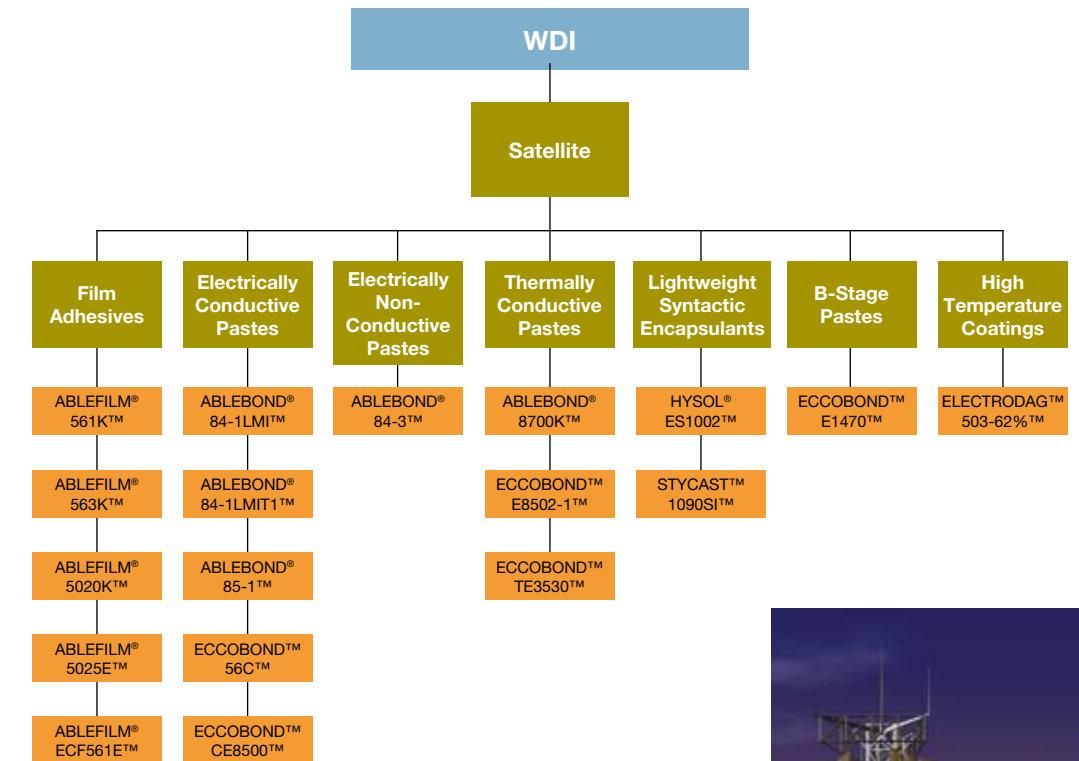 WDI
Satellite
Film
Adhesives
Electrically
Conductive
Pastes
Electrically
Non-
Conductive
Pastes
Thermally
Conductive
Pastes
Lightweight
Syntactic
Encapsulants
B-Stage
Pastes
High
Temperature
Coatings
ABLEFILM®
561K™
ABLEFILM®
563K™
ABLEFILM®
5020K™
ABLEFILM®
5025E™
ABLEFILM®
ECF561E™
ABLEBOND®
84-1LMI™
ABLEBOND®
84-1LMIT1™
ABLEBOND®
85-1™
ECCOBOND™
56C™
ECCOBOND™
CE8500™
ABLEBOND®
84-3™
ABLEBOND®
8700K™
ECCOBOND™
E8502-1™
ECCOBOND™
TE3530™
HYSOL®
ES1002™
STYCAST™
1090SI™
ECCOBOND™
E1470™
ELECTRODAG™
503-62%™